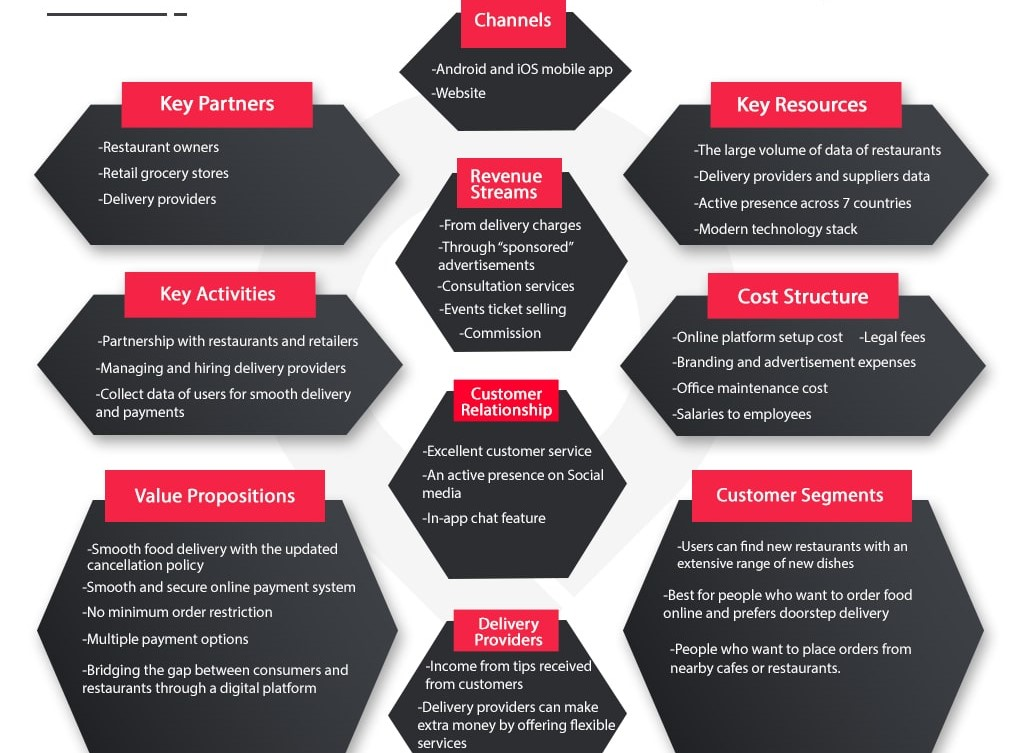 Channels
-Android and iOS mobile app
-Website
Key Partners
-Restaurant owners
-Retail grocery stores
-Delivery providers
Key Resources
-The large volume of data of restaurants
-Delivery providers and suppliers data
-Active presence across 7 countries
-Modern technology stack
Revenue
Streams
-From delivery charges
-Through “sponsored”
advertisements
-Consultation services
-Events ticket selling
-Commission
Key Activities
-Partnership with restaurants and retailers
-Managing and hiring delivery providers
-Collect data of users for smooth delivery
and payments
Cost Structure
-Online platform setup cost -Legal fees
-Branding and advertisement expenses
-Office maintenance cost
-Salaries to employees
Customer
Relationship
-Excellent customer service
-An active presence on Social
media
-In-app chat feature
Value Propositions
-Smooth food delivery with the updated
cancellation policy
-Smooth and secure online payment system
-No minimum order restriction
-Multiple payment options
-Bridging the gap between consumers and
restaurants through a digital platform
Customer Segments
-Users can find new restaurants with an
extensive range of new dishes
-Best for people who want to order food
online and prefers doorstep delivery
-People who want to place orders from
nearby cafes or restaurants.
Delivery
Providers
-Income from tips received
from customers
-Delivery providers can make
extra money by offering flexible
services